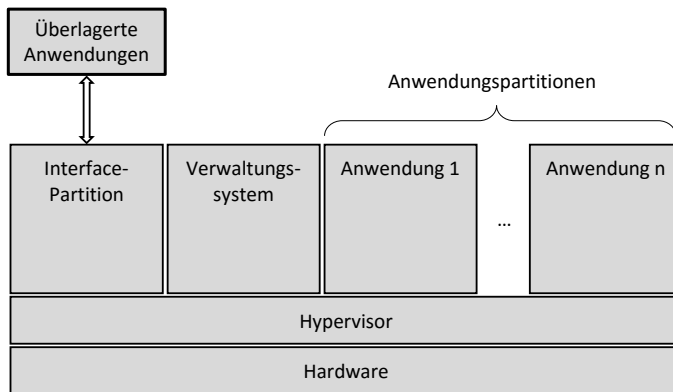 Überlagerte
Anwendungen
Anwendungspartitionen
Interface-
Partition
Verwaltungs-
system
Anwendung 1
...
Anwendung n
Hypervisor
Hardware